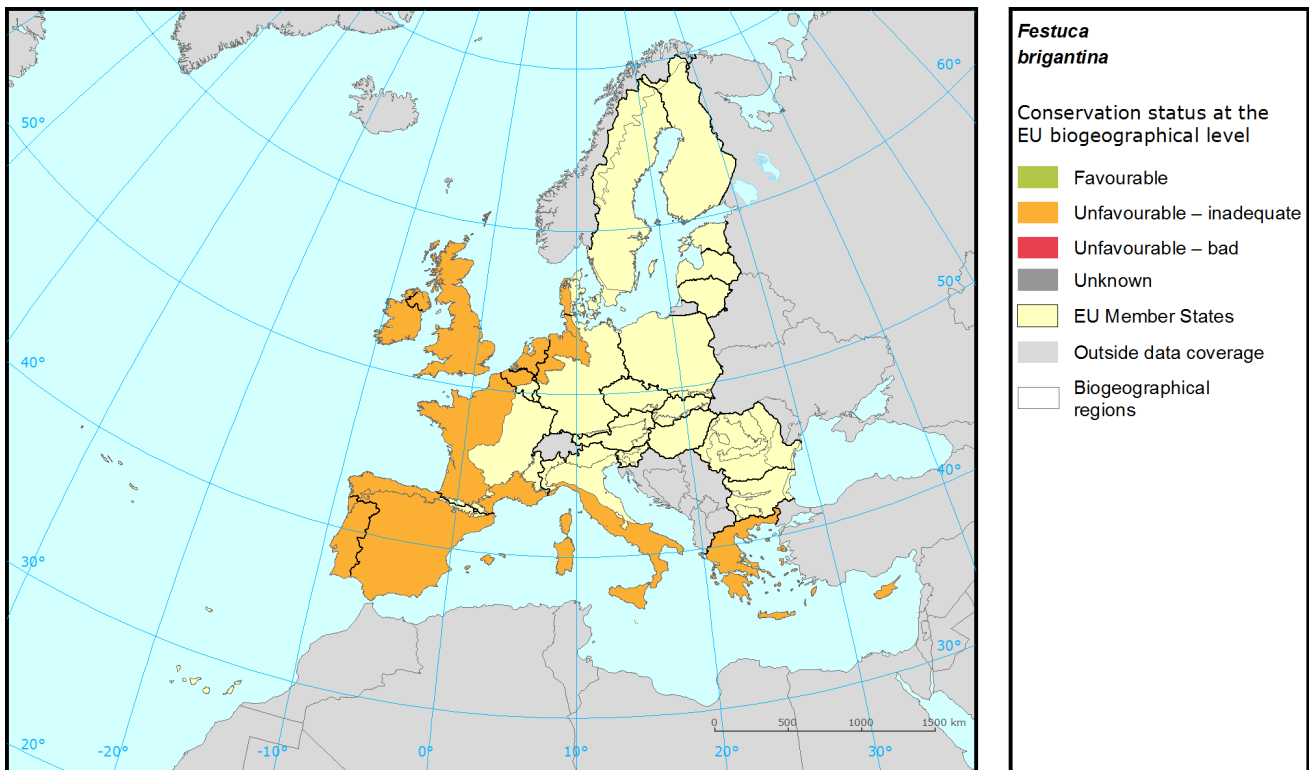 Festuca
brigantina
Conservation status at the
EU biogeographical level
Favourable
Unfavourable – inadequate
Unfavourable – bad
Unknown
EU Member States
Outside data coverage
Biogeographical
regions
60°
50°
50°
40°
40°
30°
30°
20°
-20°
-10°
0°
10°
20°
30°
0 500 1000 1500 km